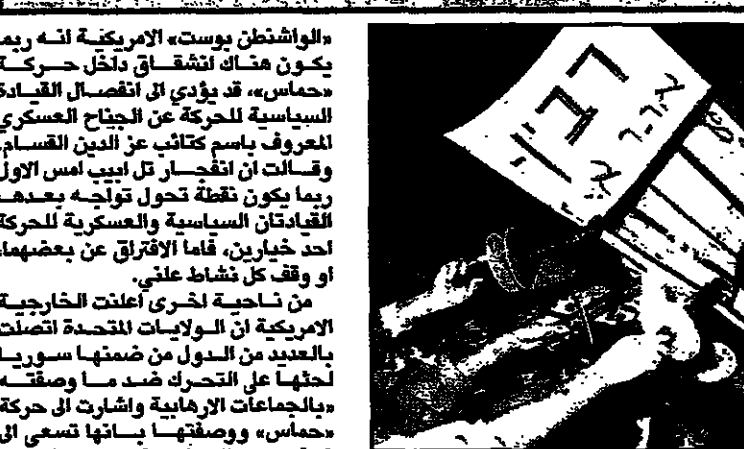 «الواشنطن بوست» الامريكية انه ربما
يكون هناك انشقاق داخل حركة
«حماس»، قد يؤدي الى انفصال القيادة
السياسية للحركة عن الجناح العسكري
المعروف باسم كتائب عز الدين القسام.
وقالت ان انفجار تل ابيب امس الاول
ربما يكون نقطة تحول تواجه بعدها
القيادتان السياسية والعسكرية للحركة
احد خيارين، فاما الافتراق عن بعضهما،
او وقف كل نشاط علني.
من ناحية اخرى اعلنت الخارجية
الامريكية ان الولايات المتحدة اتصلت
بالعديد من الدول من ضمنها سوريا
لحثها على التحرك ضد ما وصفته
«بالجماعات الارهابية واشارت الى حركة
«حماس» ووصفتها بانها تسعى الى